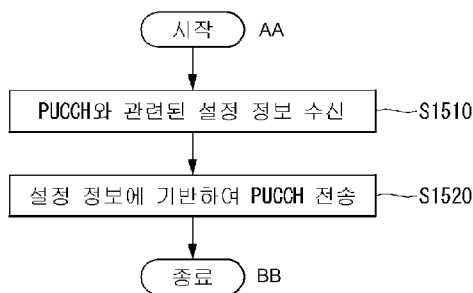 시작 AA
PUCCH와 관련된 설정 정보 수신 S1510
설정 정보에 기반하여 PUCCH 전송 S1520
종료 BB